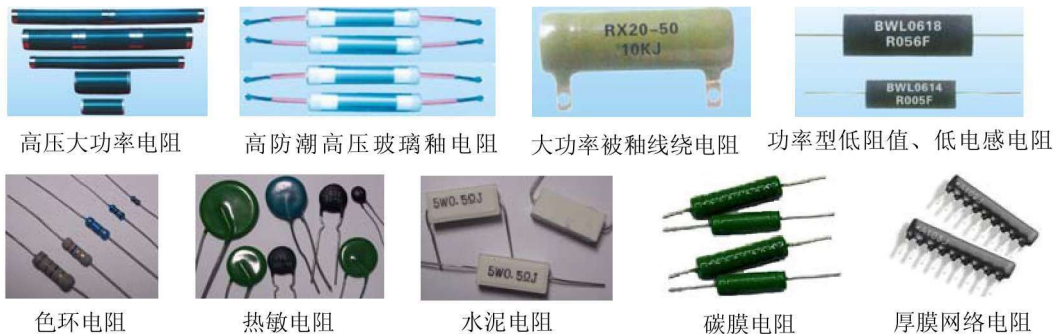 RX20-50
10KJ
BWL0618
R056F
BWL0614
R005F
高压大功率电阻
高防潮高压玻璃釉电阻
大功率被釉线绕电阻
功率型低阻值、低电感电阻
5W0.5ΩJ
5W0.5ΩJ
色环电阻
热敏电阻
水泥电阻
碳膜电阻
厚膜网络电阻